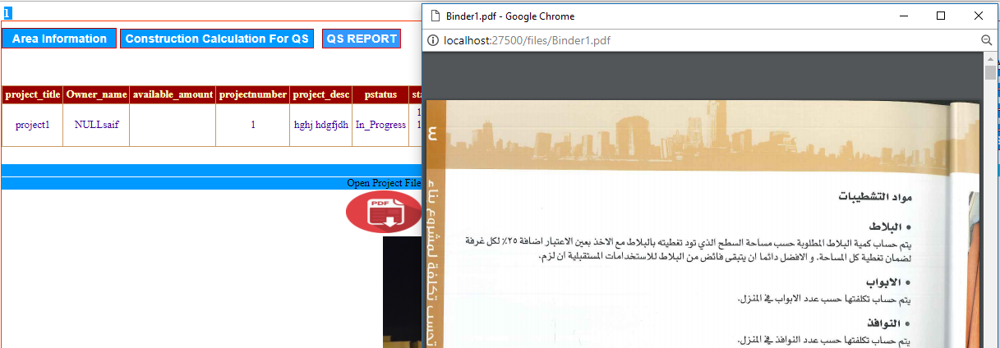 1
Binder1.pdf - Google Chrome
localhost:27500/files/Binder1.pdf
Area Information
Construction Calculation For QS
QS REPORT
project_title Owner_name available_amount projectnumber project_desc pstatus sta
project1 NULLsaif 1 hghj hdgfjdh In_Progress 1
1
Open Project File
PDF
٤
تحسب تكلفة لمشروع بناء
مواد التشطيبات
• البلاط
يتم حساب كمية البلاط المطلوبة حسب مساحة السطح الذي تود تغطيته بالبلاط مع الاخذ بعين الاعتبار اضافة ٢٥٪ لكل غرفة
لضمان تغطية كل المساحة. و الافضل دائما ان يتبقى فائض من البلاط للاستخدامات المستقبلية ان لزم.
• الابواب
يتم حساب تكلفتها حسب عدد الابواب في المنزل.
• النوافذ
يتم حساب تكلفتها حسب عدد النوافذ في المنزل.